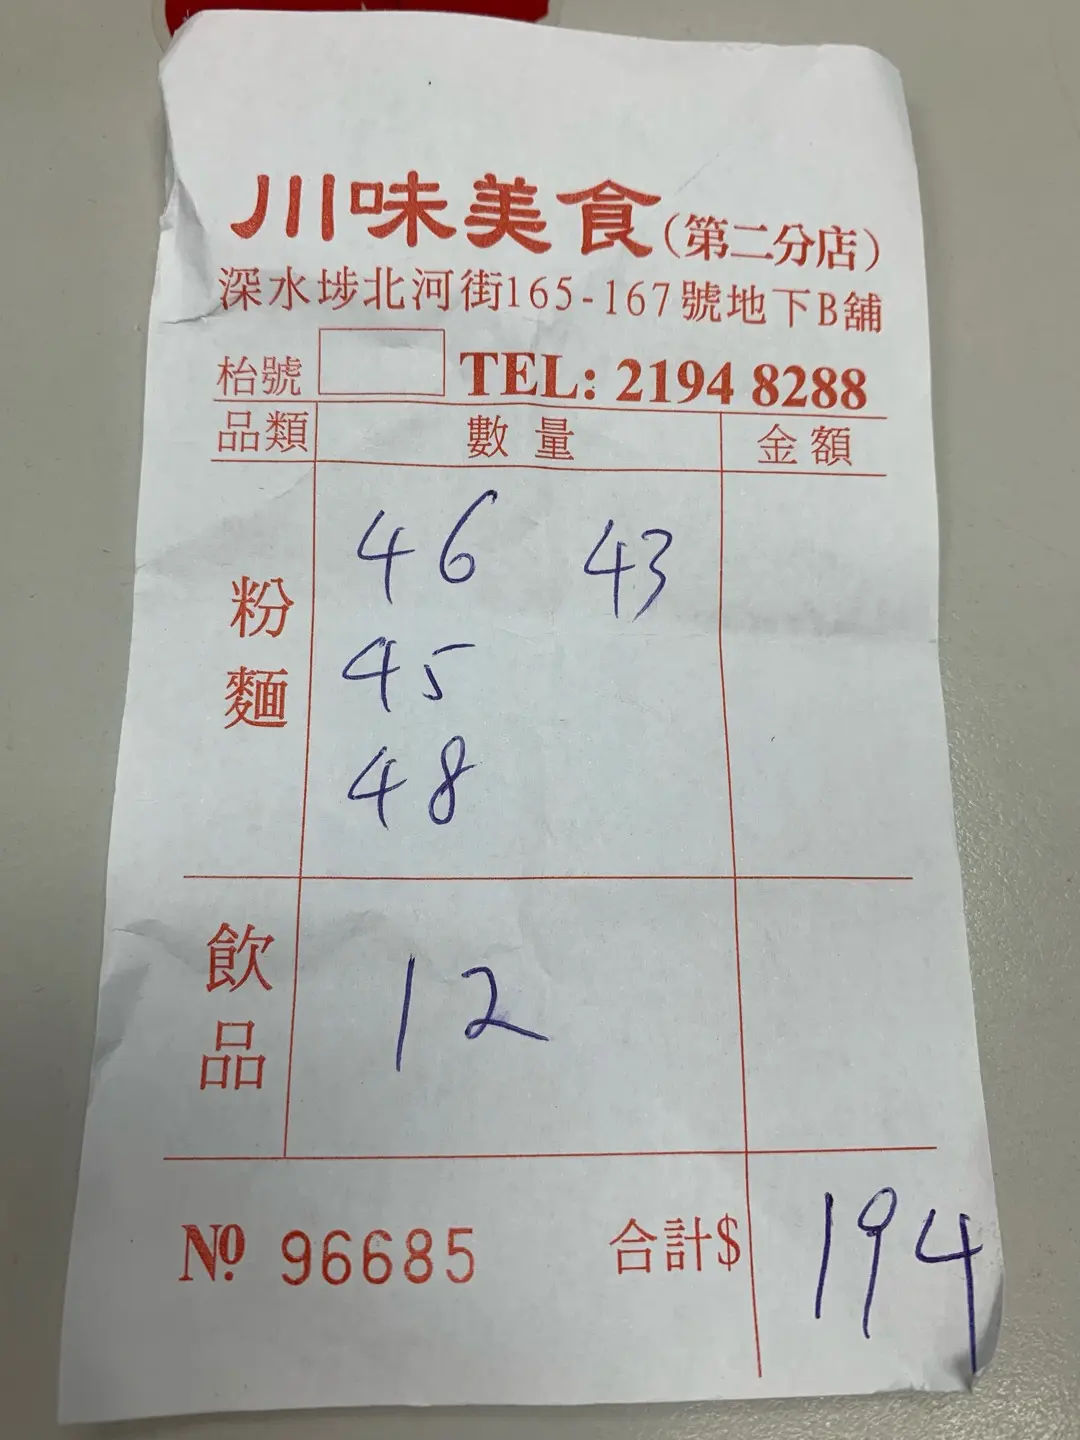 川味美食(第二分店)
深水埗北河街165-167號地下B舖
枱號 TEL: 2194 8288
品類 數量 金額
粉麵
46 43
45
48
飲品
12
№ 96685 合計$ 194